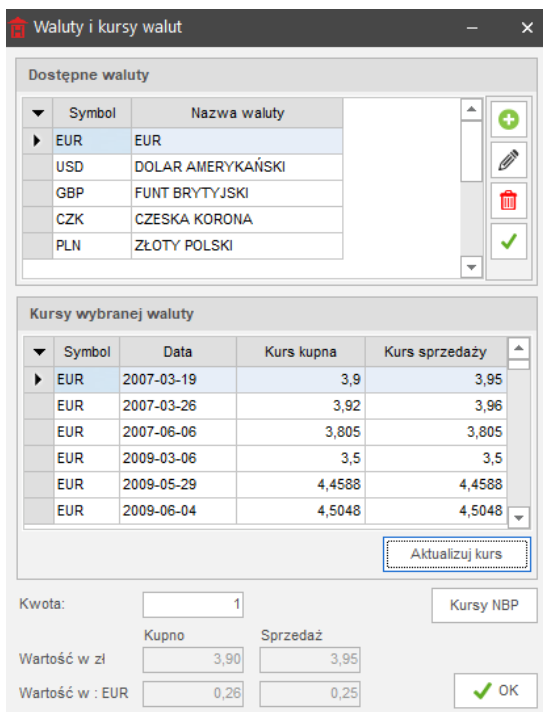 Waluty i kursy walut
Dostępne waluty
Symbol Nazwa waluty
EUR EUR
USD DOLAR AMERYKAŃSKI
GBP FUNT BRYTYJSKI
CZK CZESKA KORONA
PLN ZŁOTY POLSKI
Kursy wybranej waluty
Symbol Data Kurs kupna Kurs sprzedaży
EUR 2007-03-19 3,9 3,95
EUR 2007-03-26 3,92 3,96
EUR 2007-06-06 3,805 3,805
EUR 2009-03-06 3,5 3,5
EUR 2009-05-29 4,4588 4,4588
EUR 2009-06-04 4,5048 4,5048
Aktualizuj kurs
Kwota: 1 Kursy NBP
Kupno Sprzedaż
Wartość w zł 3,90 3,95
Wartość w : EUR 0,26 0,25 OK